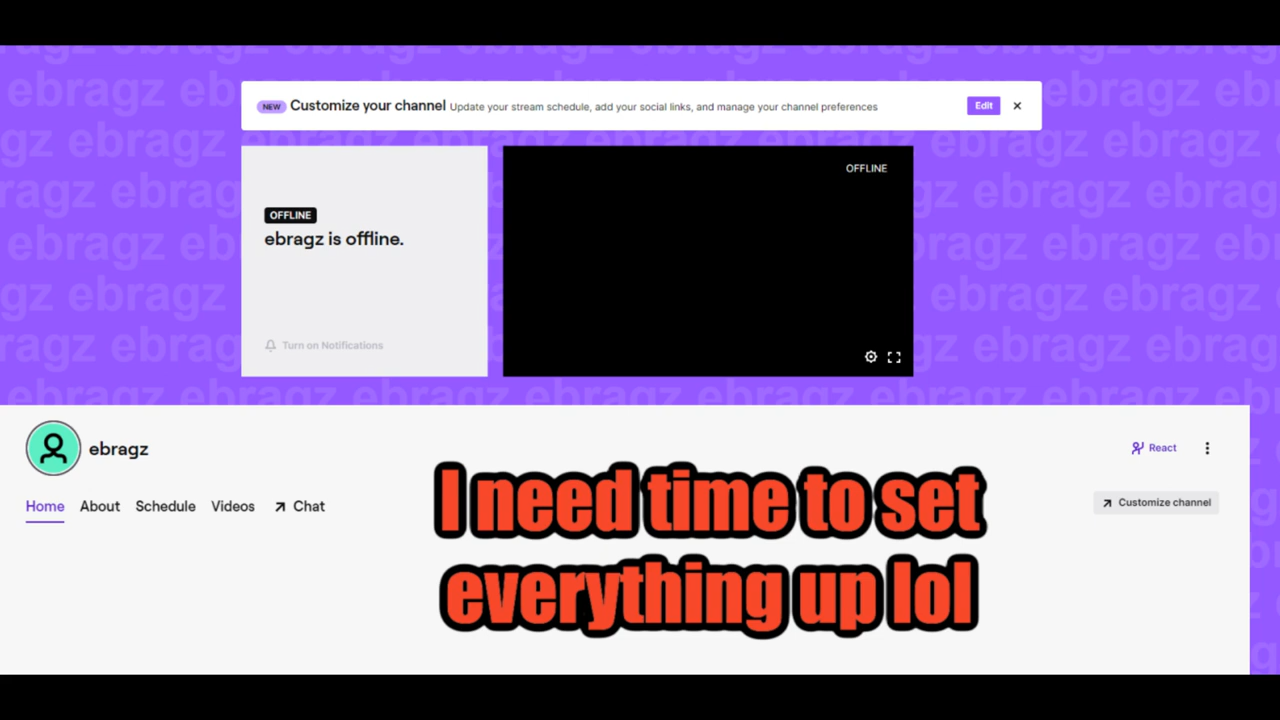 NEW Customize your channel Update your stream schedule, add your social links, and manage your channel preferences Edit
OFFLINE
OFFLINE
ebragz is offline.
Turn on Notifications
ebragz
React
Home About Schedule Videos Chat
Customize channel
I need time to set
everything up lol